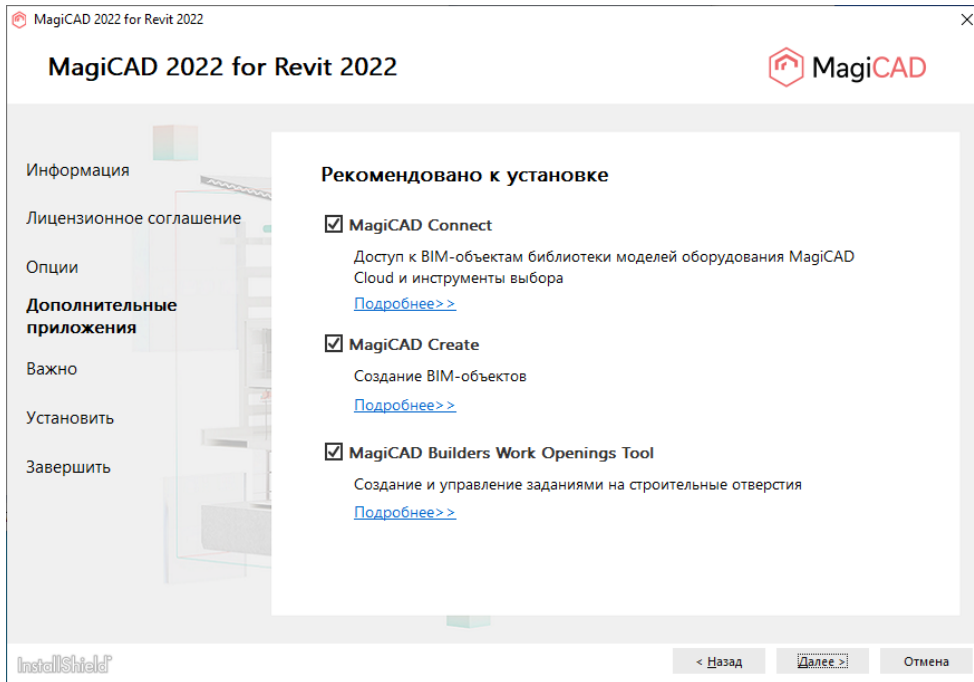 MagiCAD 2022 for Revit 2022
MagiCAD 2022 for Revit 2022
MagiCAD
Информация
Лицензионное соглашение
Опции
Дополнительные
приложения
Важно
Установить
Завершить
Рекомендовано к установке
MagiCAD Connect
Доступ к BIM-объектам библиотеки моделей оборудования MagiCAD
Cloud и инструменты выбора
Подробнее>>
MagiCAD Create
Создание BIM-объектов
Подробнее>>
MagiCAD Builders Work Openings Tool
Создание и управление заданиями на строительные отверстия
Подробнее>>
InstallShield
< Назад
Далее >
Отмена